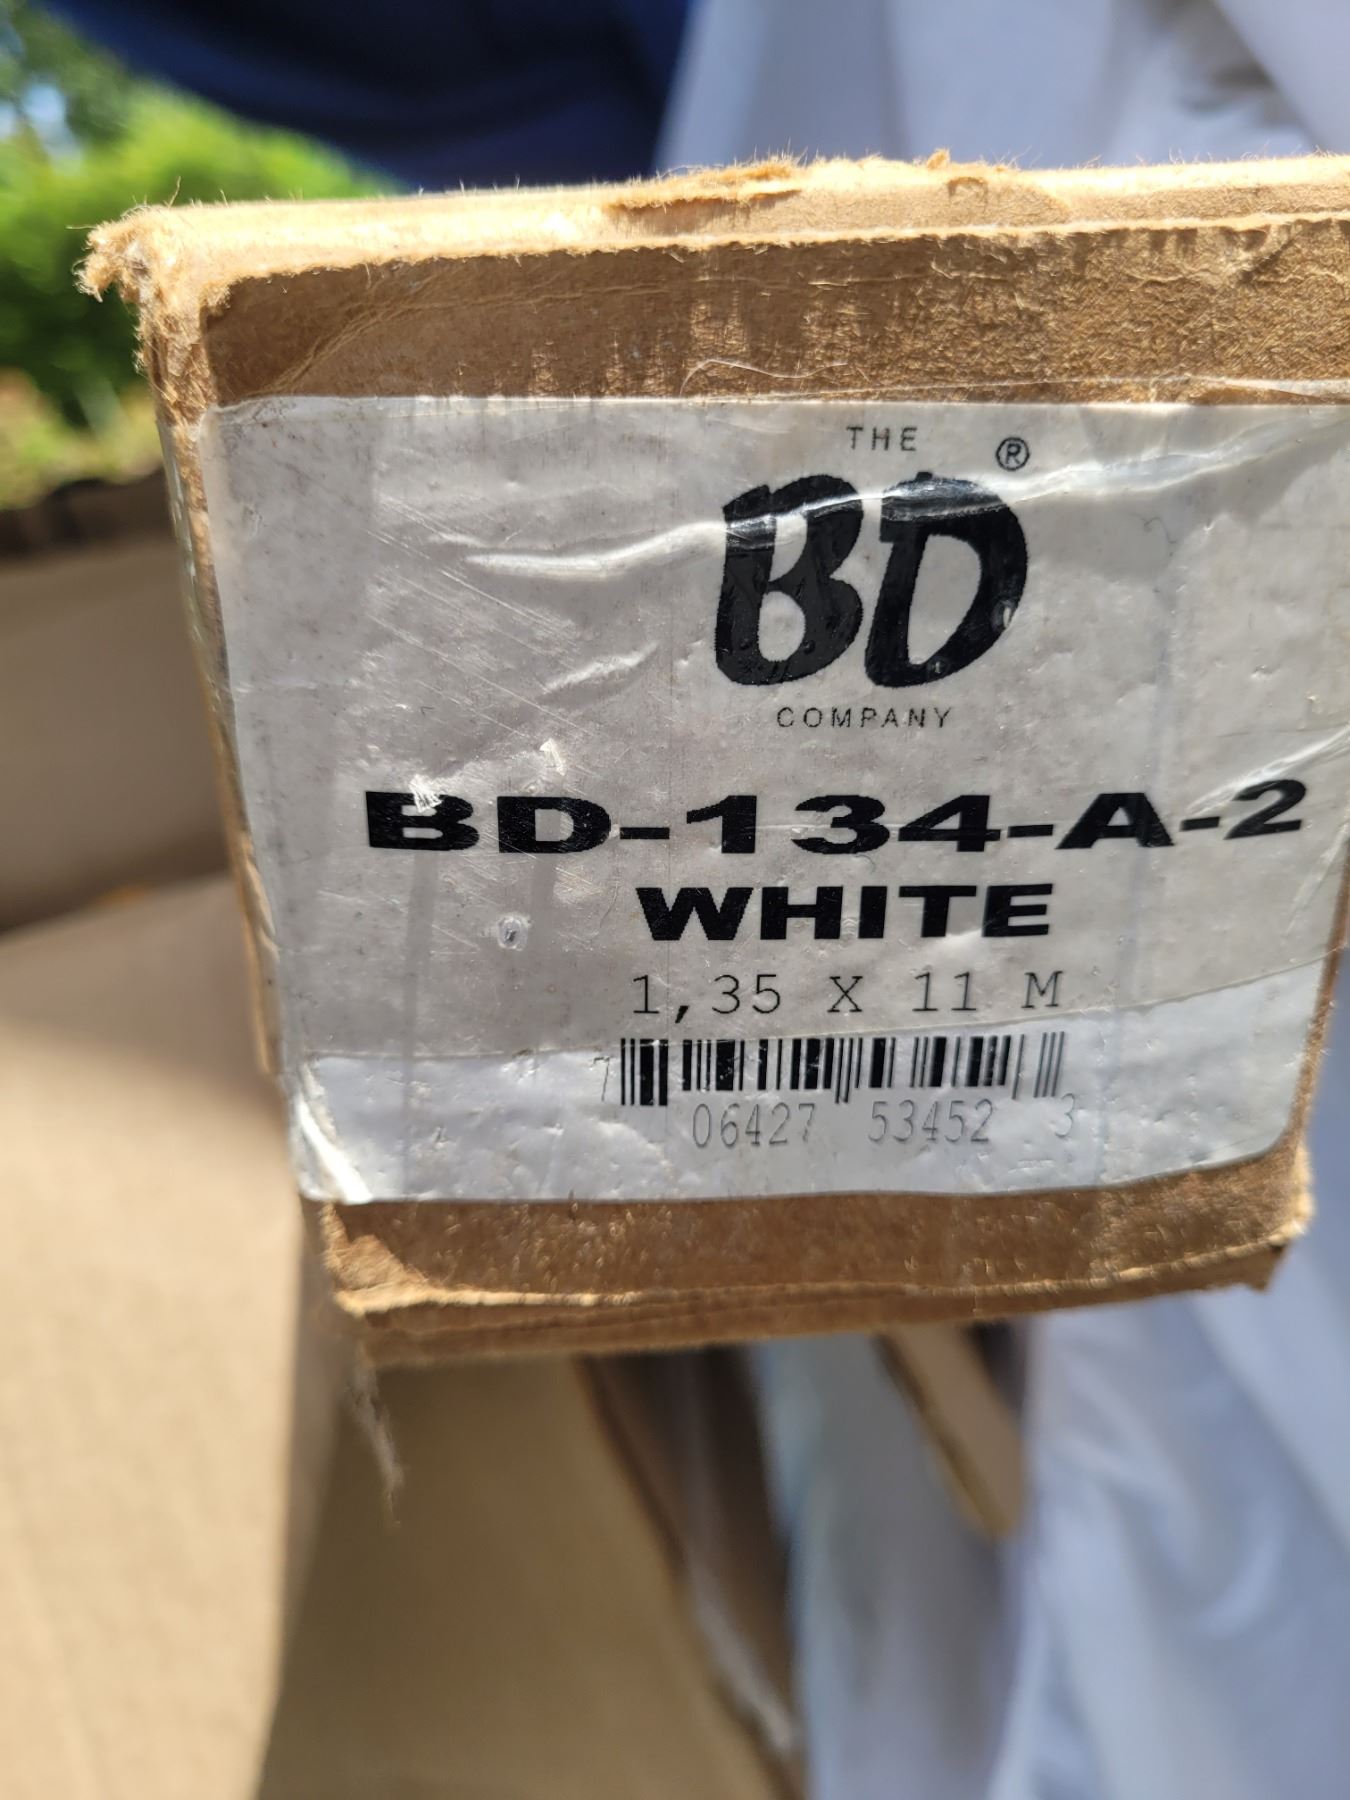 THE
BD®
COMPANY
BD-134-A-2
WHITE
1,35 X 11 M
7 06427 53452 3